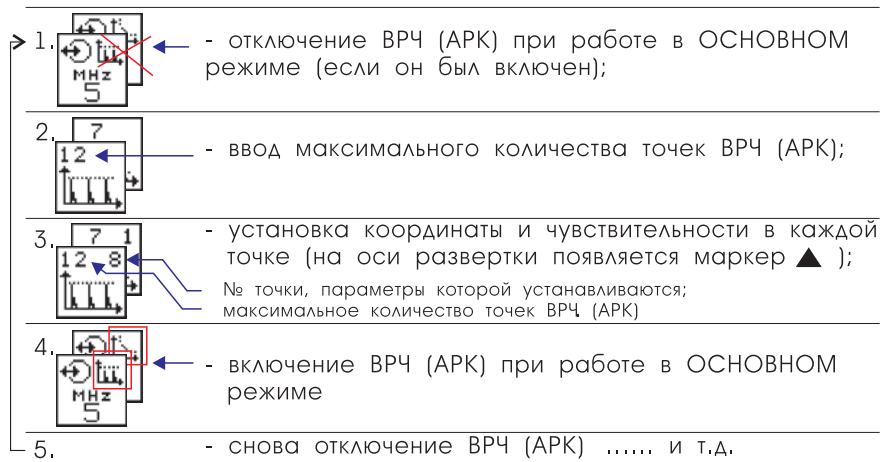 1. - отключение ВРЧ (АРК) при работе в ОСНОВНОМ
режиме (если он был включен);
MHz
5
2. - ввод максимального количества точек ВРЧ (АРК);
7
12
3. - установка координаты и чувствительности в каждой
точке (на оси развертки появляется маркер ▲ );
7 1
12 8
№ точки, параметры которой устанавливаются;
максимальное количество точек ВРЧ (АРК)
4. - включение ВРЧ (АРК) при работе в ОСНОВНОМ
режиме
MHz
5
5. - снова отключение ВРЧ (АРК) ...... и т.д.